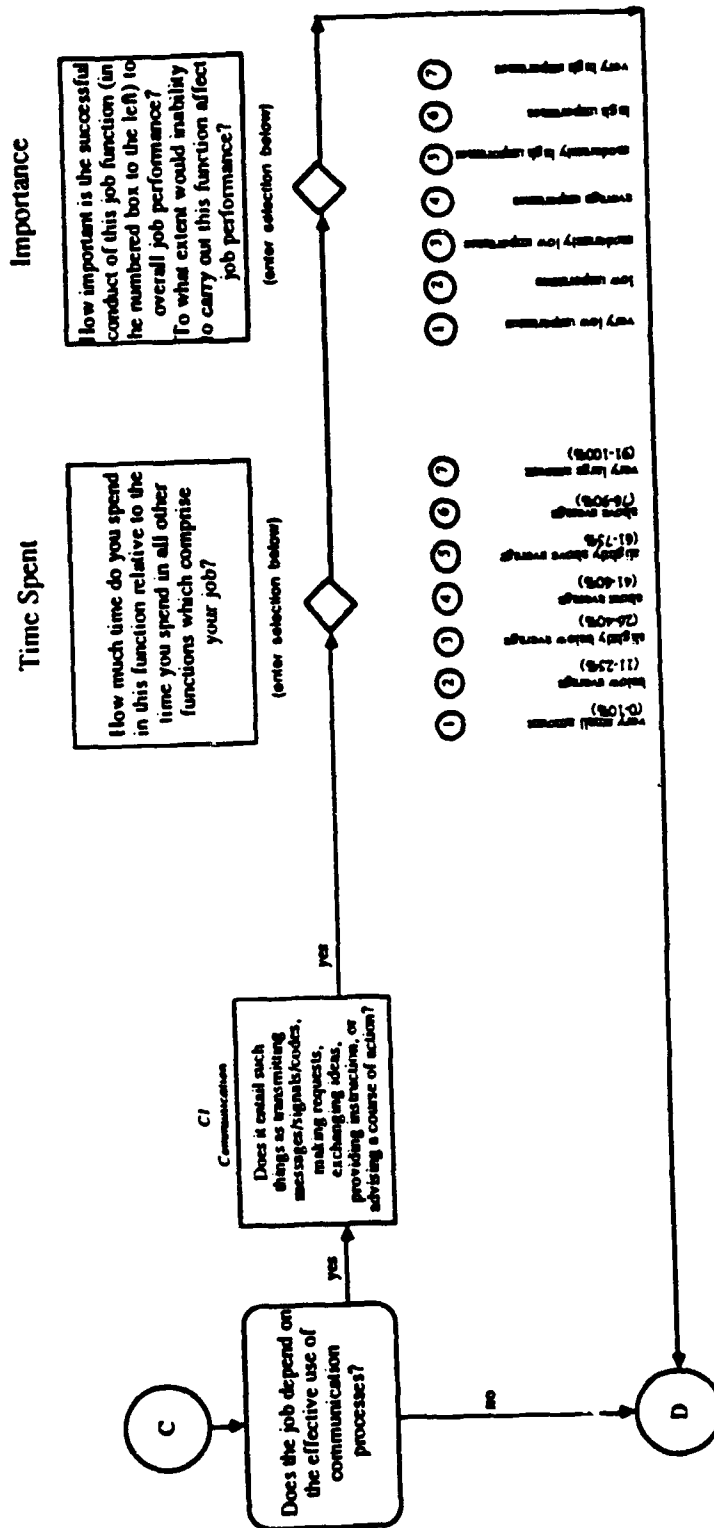 Time Spent
Importance
How much time do you spend
in this function relative to the
time you spend in all other
functions which comprise
your job?
(enter selection below)
How important is the successful
conduct of this job function (in
he numbered box to the left) to
overall job performance?
To what extent would inability
to carry out this function affect
job performance?
(enter selection below)
C
Does the job depend on
the effective use of
communication
processes?
yes
C1
Communication
Does it entail such
things as transmitting
messages/signals/codes,
making requests,
exchanging ideas,
providing instruction, or
advising a course of action?
yes
no
D
1
2
3
4
5
6
7
very small amount
(0-10%)
below average
(11-25%)
slightly below average
(26-40%)
about average
(41-60%)
slightly above average
(61-75%
above average
(76-90%)
very large amount
(91-100%)
1
2
3
4
5
6
7
very low importance
low importance
moderately low importance
average importance
moderately high importance
high importance
very high importance